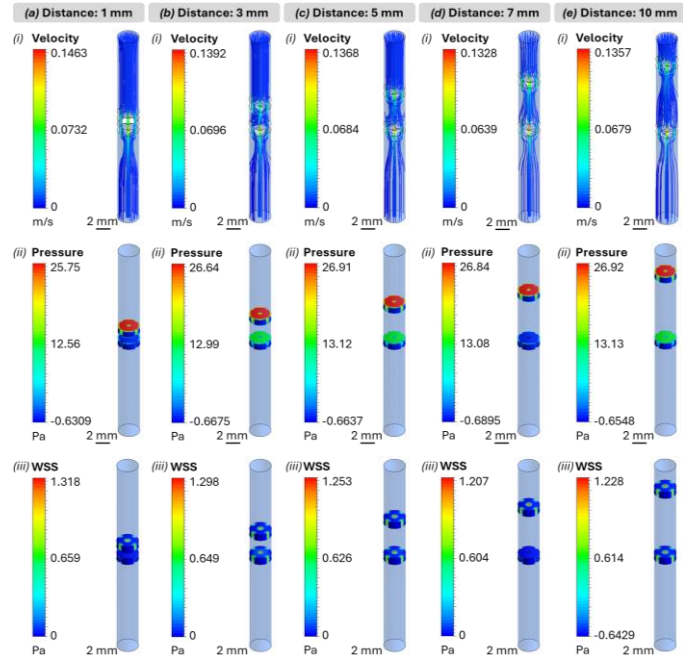 (a) Distance: 1 mm
(b) Distance: 3 mm
(c) Distance: 5 mm
(d) Distance: 7 mm
(e) Distance: 10 mm
(i) Velocity
0.1463
0.0732
0
m/s
2 mm
(i) Velocity
0.1392
0.0696
0
m/s
2 mm
(i) Velocity
0.1368
0.0684
0
m/s
2 mm
(i) Velocity
0.1328
0.0639
0
m/s
2 mm
(i) Velocity
0.1357
0.0679
0
m/s
2 mm
(ii) Pressure
25.75
12.56
-0.6309
Pa
2 mm
(ii) Pressure
26.64
12.99
-0.6675
Pa
2 mm
(ii) Pressure
26.91
13.12
-0.6637
Pa
2 mm
(ii) Pressure
26.84
13.08
-0.6895
Pa
2 mm
(ii) Pressure
26.92
13.13
-0.6548
Pa
2 mm
(iii) WSS
1.318
0.659
0
Pa
2 mm
(iii) WSS
1.298
0.649
0
Pa
2 mm
(iii) WSS
1.253
0.626
0
Pa
2 mm
(iii) WSS
1.207
0.604
0
Pa
2 mm
(iii) WSS
1.228
0.614
-0.6429
Pa
2 mm